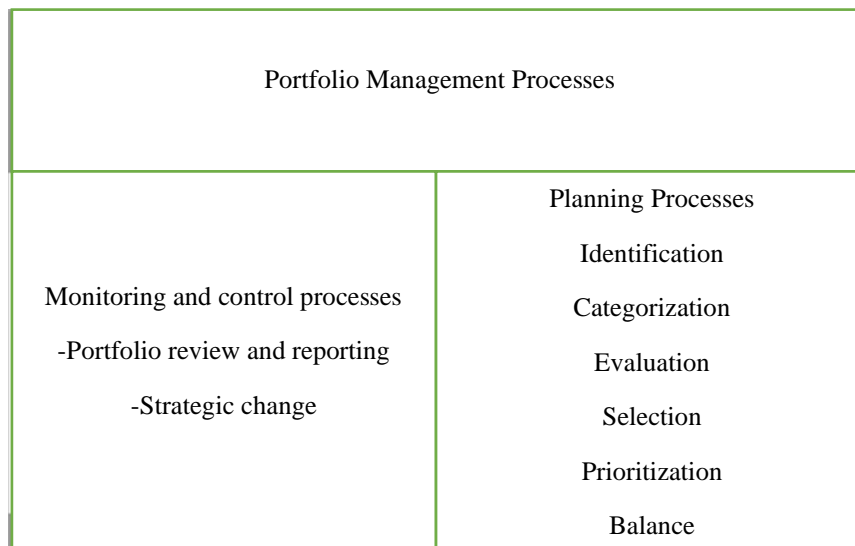 Portfolio Management Processes
Monitoring and control processes
-Portfolio review and reporting
-Strategic change
Planning Processes
Identification
Categorization
Evaluation
Selection
Prioritization
Balance